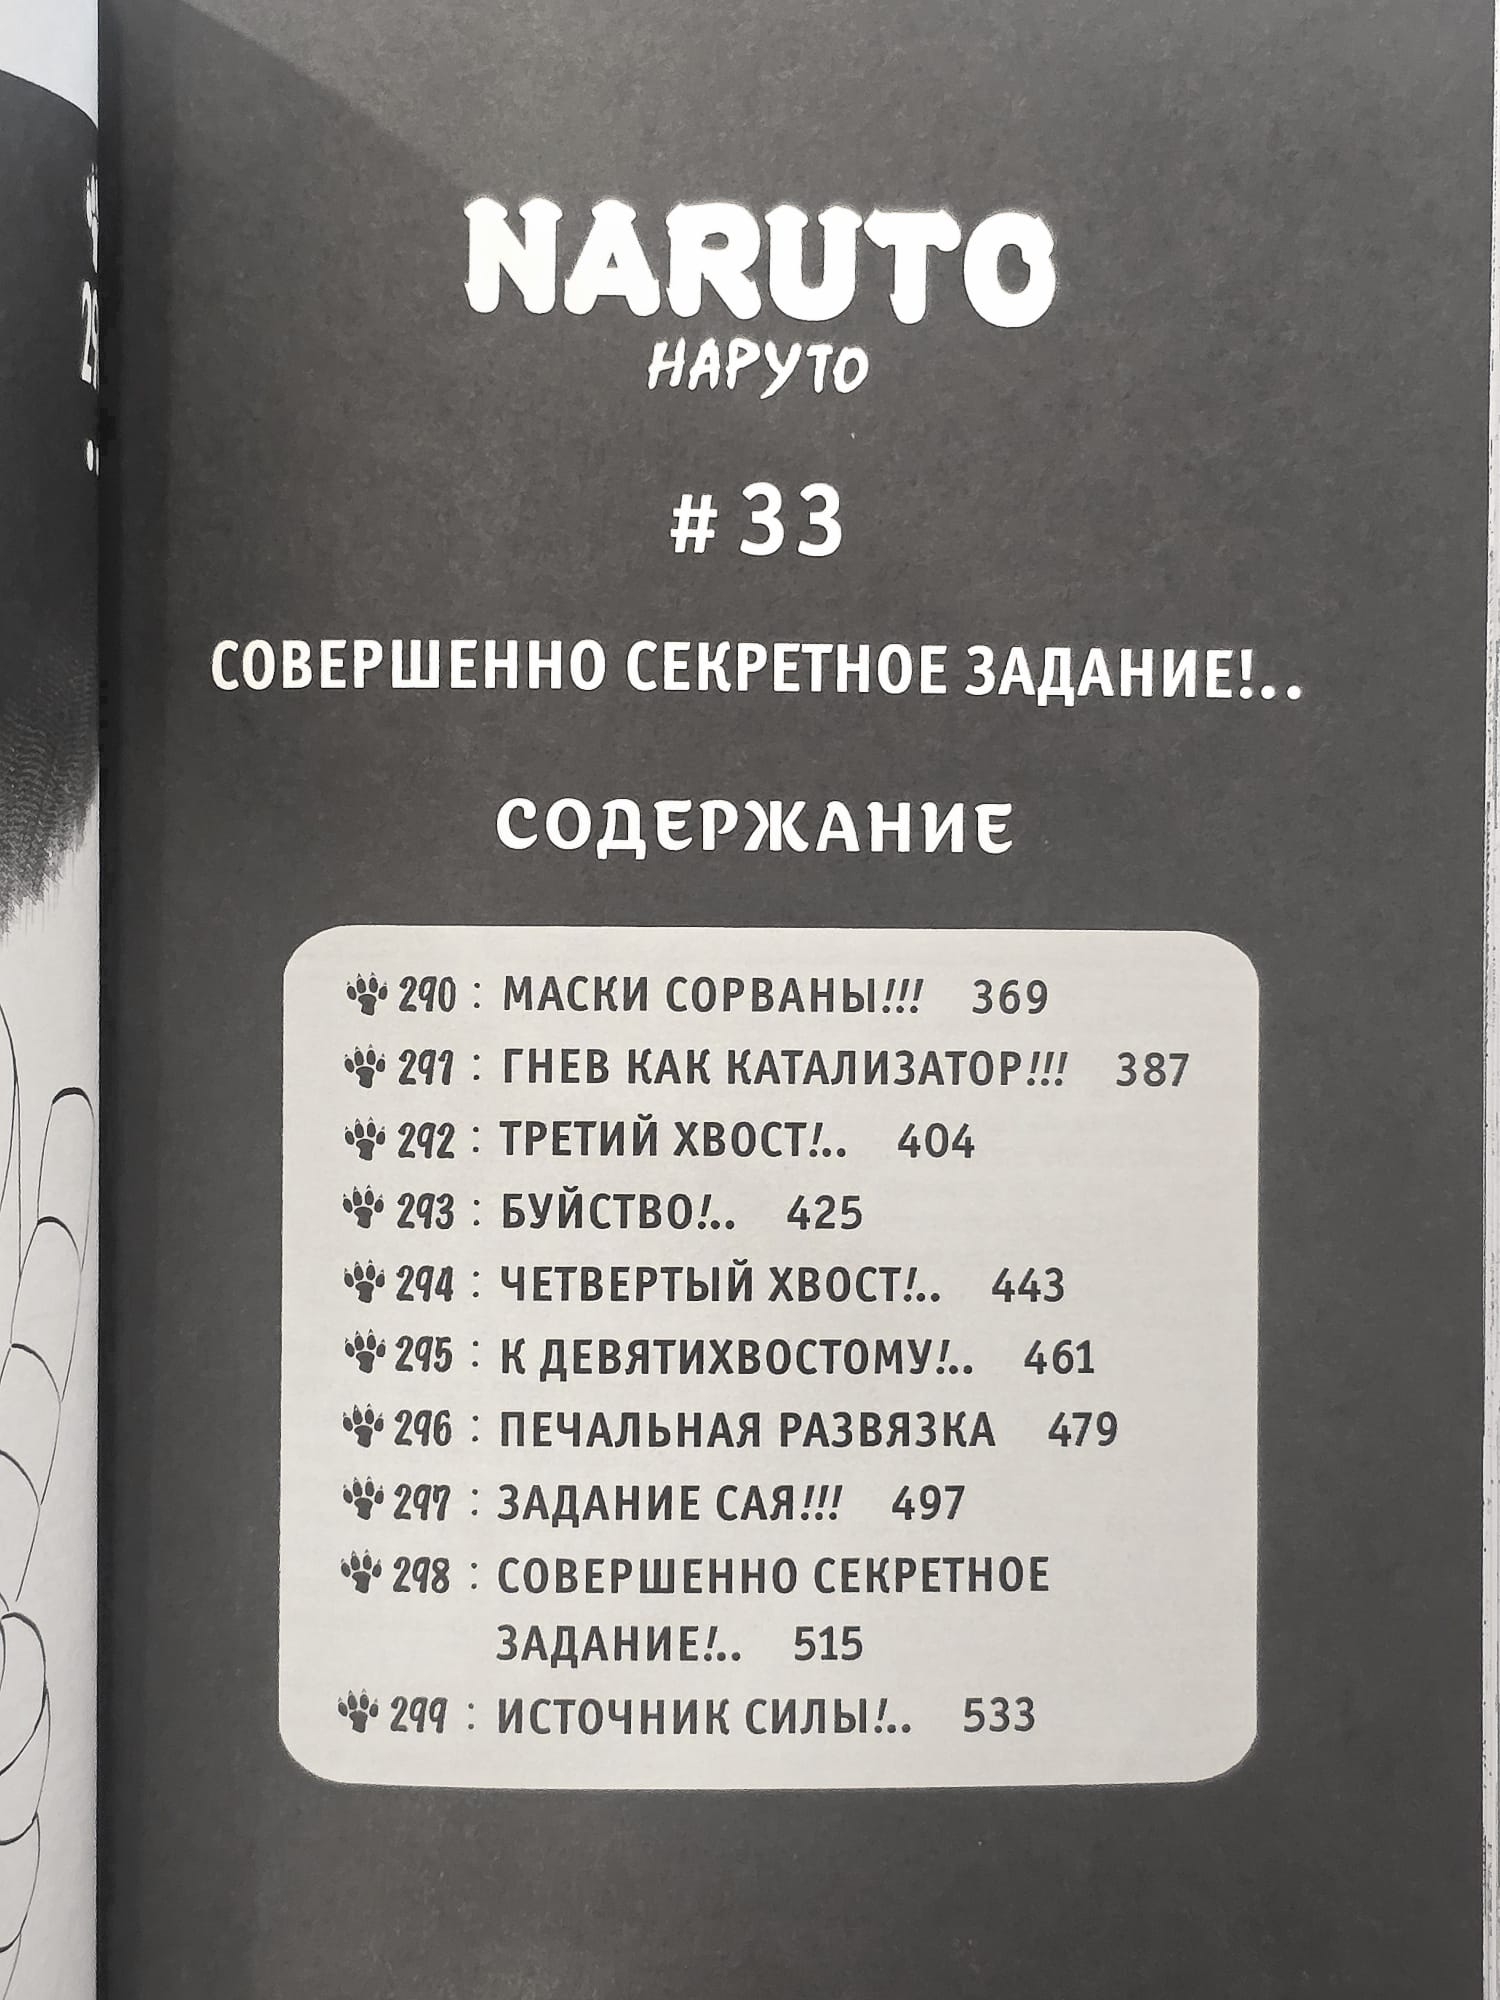 NARUTO
НАРУТО
# 33
СОВЕРШЕННО СЕКРЕТНОЕ ЗАДАНИЕ!..
СОДЕРЖАНИЕ
290 : МАСКИ СОРВАНЫ!!! 369
291 : ГНЕВ КАК КАТАЛИЗАТОР!!! 387
292 : ТРЕТИЙ ХВОСТ!.. 404
293 : БУЙСТВО!.. 425
294 : ЧЕТВЕРТЫЙ ХВОСТ!.. 443
295 : К ДЕВЯТИХВОСТОМУ!.. 461
296 : ПЕЧАЛЬНАЯ РАЗВЯЗКА 479
297 : ЗАДАНИЕ САЯ!!! 497
298 : СОВЕРШЕННО СЕКРЕТНОЕ
ЗАДАНИЕ!.. 515
299 : ИСТОЧНИК СИЛЫ!.. 533